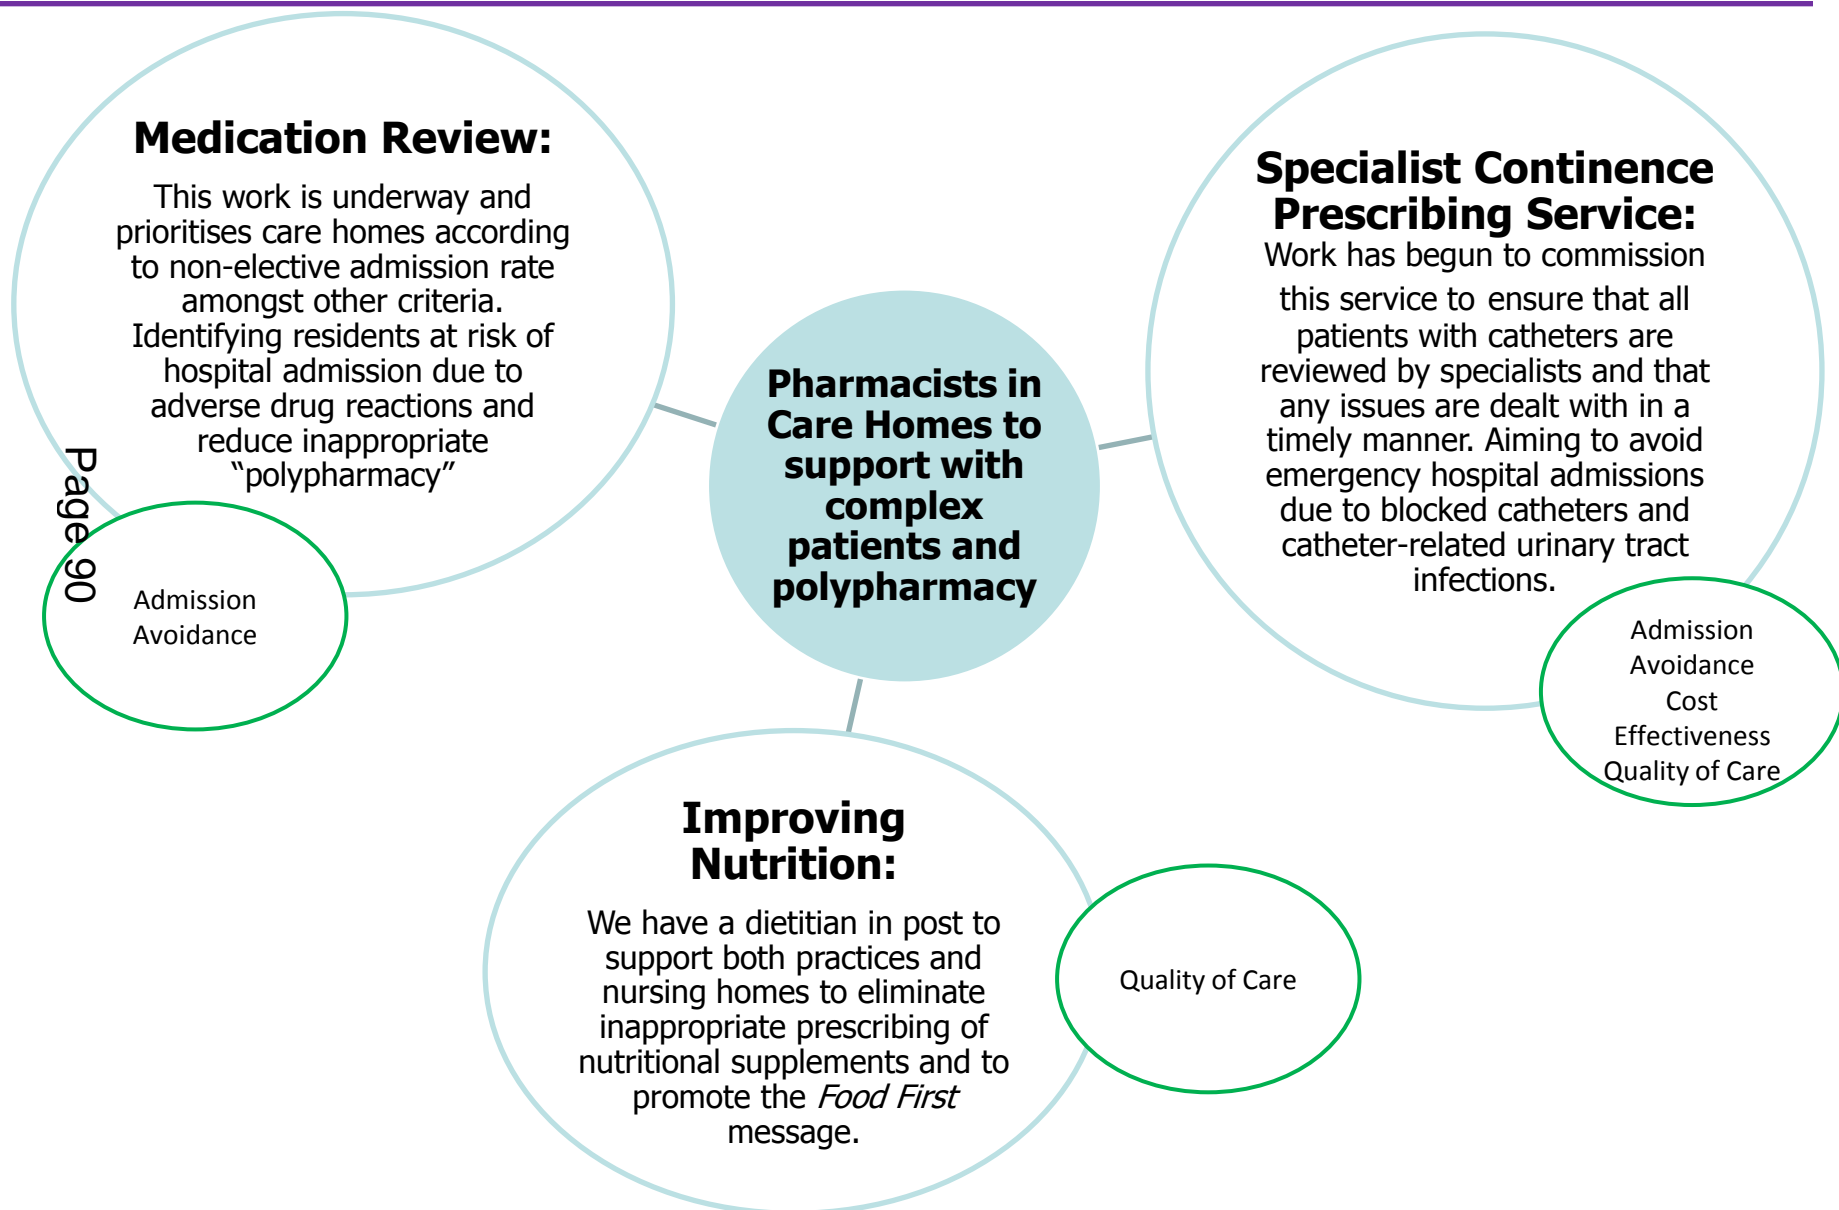 Medication Review:
This work is underway and
prioritises care homes according
to non-elective admission rate
amongst other criteria.
Identifying residents at risk of
hospital admission due to
adverse drug reactions and
reduce inappropriate
“polypharmacy”
Page 90
Admission
Avoidance
Pharmacists in
Care Homes to
support with
complex
patients and
polypharmacy
Specialist Continence
Prescribing Service:
Work has begun to commission
this service to ensure that all
patients with catheters are
reviewed by specialists and that
any issues are dealt with in a
timely manner. Aiming to avoid
emergency hospital admissions
due to blocked catheters and
catheter-related urinary tract
infections.
Admission
Avoidance
Cost
Effectiveness
Quality of Care
Improving
Nutrition:
We have a dietitian in post to
support both practices and
nursing homes to eliminate
inappropriate prescribing of
nutritional supplements and to
promote the Food First
message.
Quality of Care